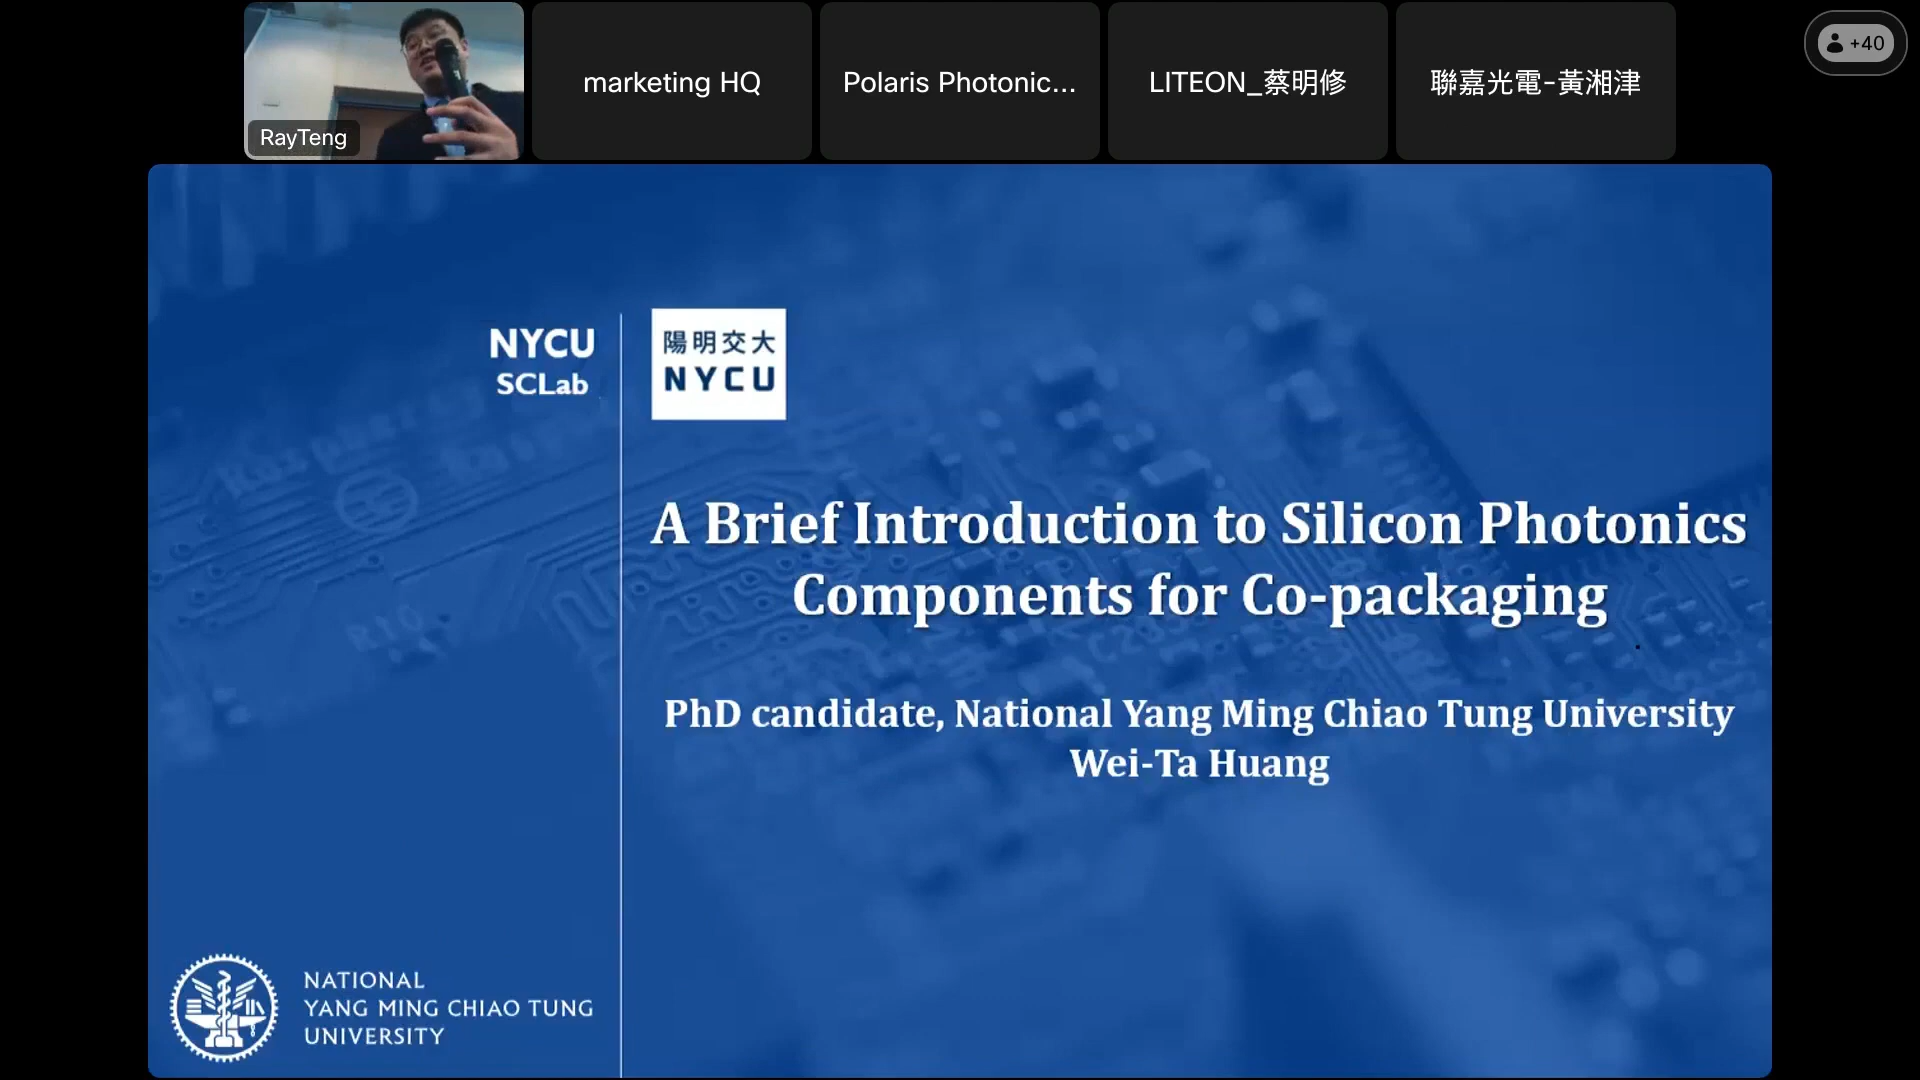 RayTeng
marketing HQ
Polaris Photonic...
LITEON_蔡明修
聯嘉光電-黃湘津
+40
NYCU
SCLab
陽明交大
NYCU
A Brief Introduction to Silicon Photonics
Components for Co-packaging
PhD candidate, National Yang Ming Chiao Tung University
Wei-Ta Huang
NATIONAL
YANG MING CHIAO TUNG
UNIVERSITY
R10